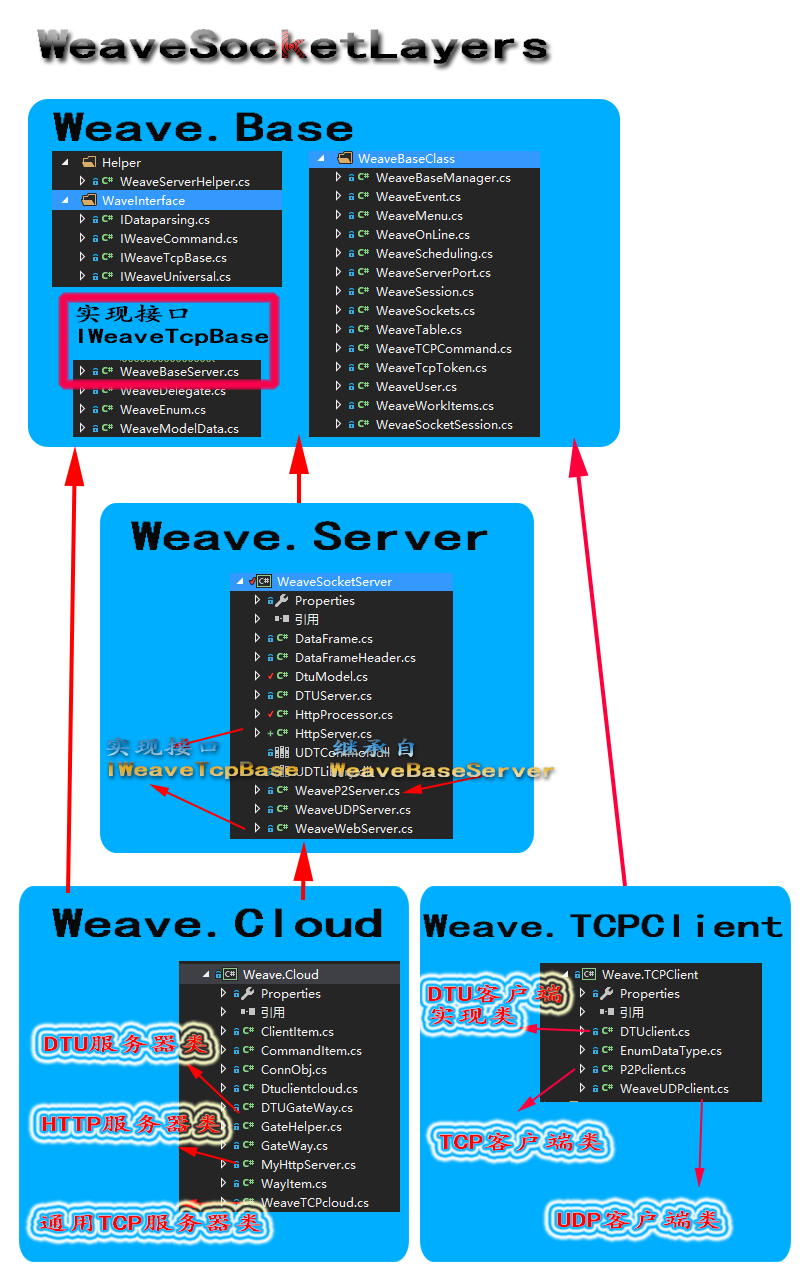 WeaveSocketLayers
Weave.Base
Helper
WeaveServerHelper.cs
WaveInterface
IDataparsing.cs
IWeaveCommand.cs
IWeaveTcpBase.cs
IWeaveUniversal.cs
实现接口
IWeaveTcpBase
WeaveBaseServer.cs
WeaveDelegate.cs
WeaveEnum.cs
WeaveModelData.cs
WeaveBaseClass
WeaveBaseManager.cs
WeaveEvent.cs
WeaveMenu.cs
WeaveOnLine.cs
WeaveScheduling.cs
WeaveServerPort.cs
WeaveSession.cs
WeaveSockets.cs
WeaveTable.cs
WeaveTCPCommand.cs
WeaveTcpToken.cs
WeaveUser.cs
WeaveWorkItems.cs
WevaeSocketSession.cs
Weave.Server
WeaveSocketServer
Properties
引用
DataFrame.cs
DataFrameHeader.cs
DtuModel.cs
DTUServer.cs
HttpProcessor.cs
HttpServer.cs
WeaveP2Server.cs
WeaveUDPServer.cs
WeaveWebServer.cs
实现接口
IWeaveTcpBase
继承自
WeaveBaseServer
Weave.Cloud
Weave.Cloud
Properties
引用
ClientItem.cs
CommandItem.cs
ConnObj.cs
Dtuclientcloud.cs
DTUGateWay.cs
GateHelper.cs
GateWay.cs
MyHttpServer.cs
WayItem.cs
WeaveTCPcloud.cs
DTU服务器类
HTTP服务器类
通用TCP服务器类
Weave.TCPClient
Weave.TCPClient
Properties
引用
DTUclient.cs
EnumDataType.cs
P2Pclient.cs
WeaveUDPclient.cs
DTU客户端
实现类
TCP客户端类
UDP客户端类